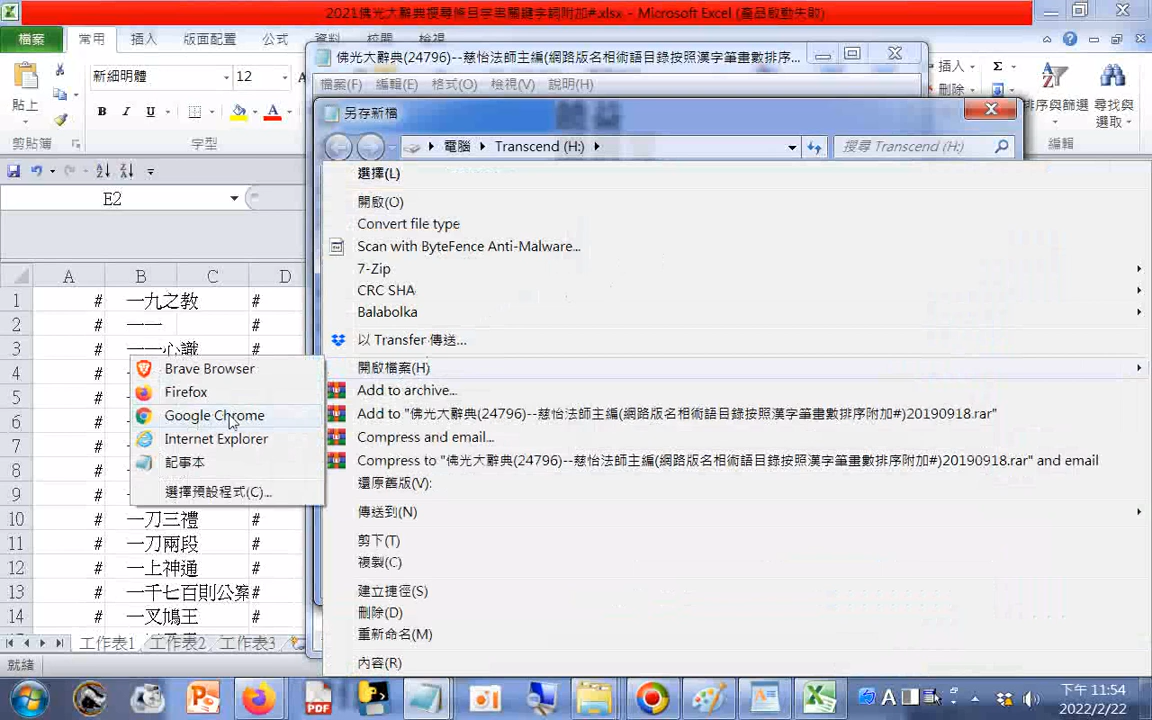 2021佛光大辭典搜尋條目字串關鍵字詞附加#.xlsx - Microsoft Excel (產品啟動失敗)
檔案 常用 插入 版面配置 公式 校閱 檢視
佛光大辭典(24796)--慈怡法師主編(網路版名相術語目錄按照漢字筆畫數排序...
檔案(F) 編輯(E) 格式(O) 檢視(V) 說明(H)
新細明體 12
B I U A
貼上
剪貼簿 字型
插入 Σ
刪除
排序與篩選 尋找與
選取
編輯
另存新檔
電腦 Transcend (H:)
搜尋 Transcend (H:)
E2
A B C D
1 # 一九之教 #
2 # 一一 #
3 # 一一心識 #
4 #
5 #
6 #
7 #
8 #
9 #
10 # 一刀三禮 #
11 # 一刀兩段 #
12 # 一上神通 #
13 # 一千七百則公案 #
14 # 一叉鳩王 #
選擇(L)
開啟(O)
Convert file type
Scan with ByteFence Anti-Malware...
7-Zip
CRC SHA
Balabolka
以 Transfer 傳送...
開啟檔案(H)
Add to archive...
Add to "佛光大辭典(24796)--慈怡法師主編(網路版名相術語目錄按照漢字筆畫數排序附加#)20190918.rar"
Compress and email...
Compress to "佛光大辭典(24796)--慈怡法師主編(網路版名相術語目錄按照漢字筆畫數排序附加#)20190918.rar" and email
還原舊版(V):
傳送到(N)
剪下(T)
複製(C)
建立捷徑(S)
刪除(D)
重新命名(M)
內容(R)
Brave Browser
Firefox
Google Chrome
Internet Explorer
記事本
選擇預設程式(C)...
工作表1 工作表2 工作表3
就緒
PDF
A
下午 11:54
2022/2/22